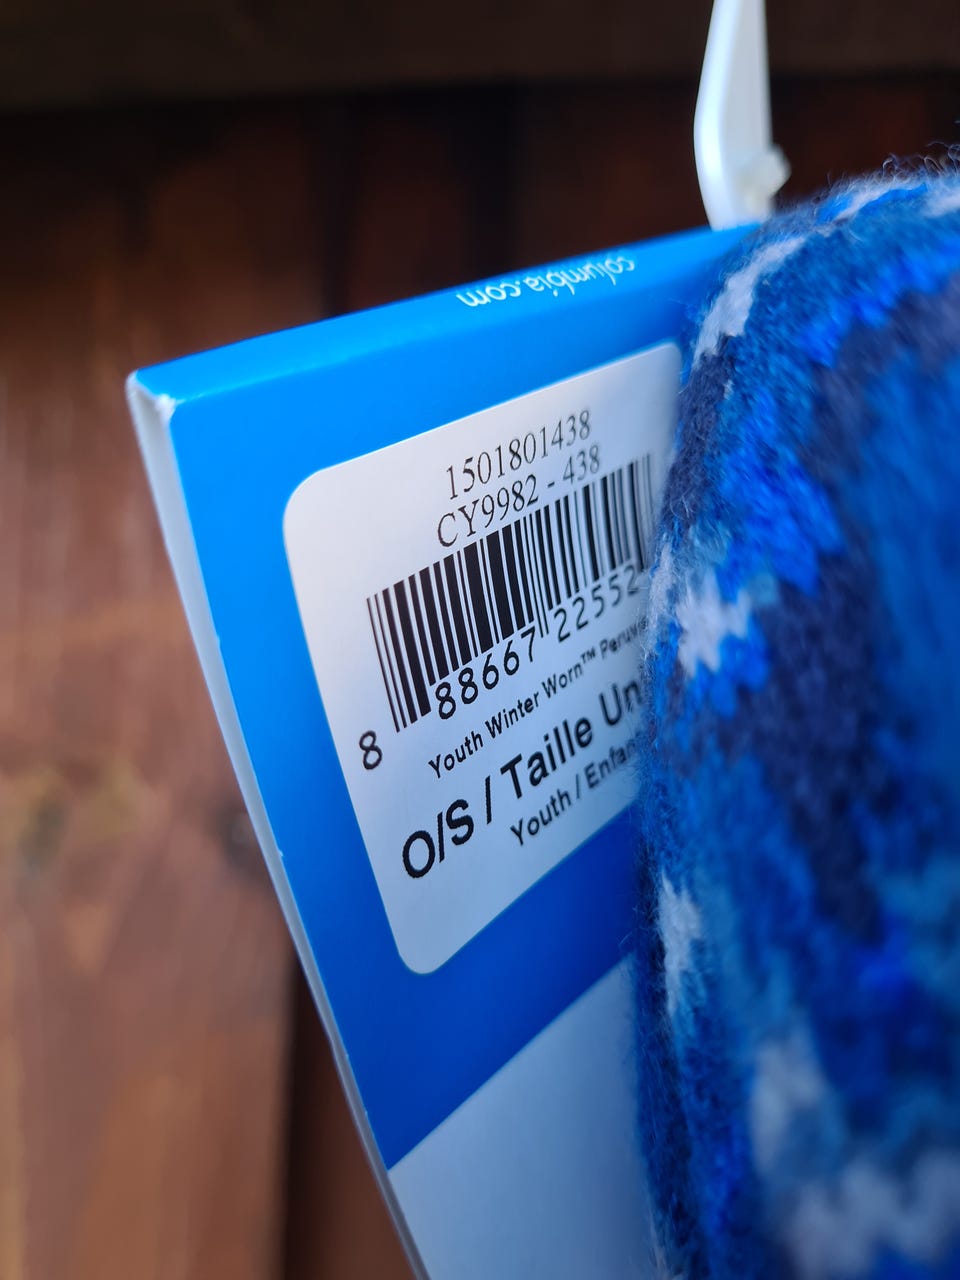 columbia.com
1501801438
CY9982 - 438
8 88667 22552
Youth Winter Worn™
O/S / Taille
Youth /